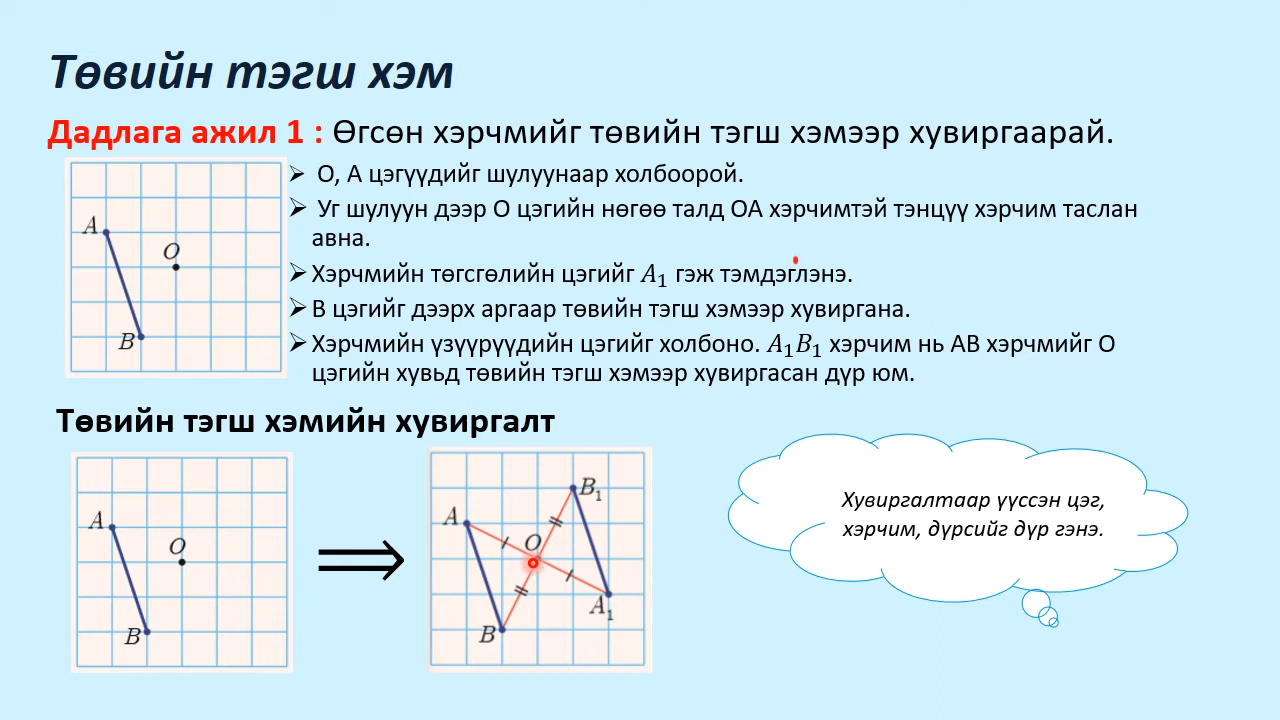 Төвийн тэгш хэм
Дадлага ажил 1 : Өгсөн хэрчмийг төвийн тэгш хэмээр хувиргаарай.
A
O
B
➢ О, А цэгүүдийг шулуунаар холбоорой.
➢ Уг шулуун дээр О цэгийн нөгөө талд ОА хэрчимтэй тэнцүү хэрчим таслан
авна.
➢ Хэрчмийн төгсгөлийн цэгийг A₁ гэж тэмдэглэнэ.
➢ В цэгийг дээрх аргаар төвийн тэгш хэмээр хувиргана.
➢ Хэрчмийн үзүүрүүдийн цэгийг холбоно. A₁B₁ хэрчим нь АВ хэрчмийг О
цэгийн хувьд төвийн тэгш хэмээр хувиргасан дүр юм.
Төвийн тэгш хэмийн хувиргалт
A
O
B
⟹
A
B₁
O
A₁
B
Хувиргалтаар үүссэн цэг,
хэрчим, дүрсийг дүр гэнэ.